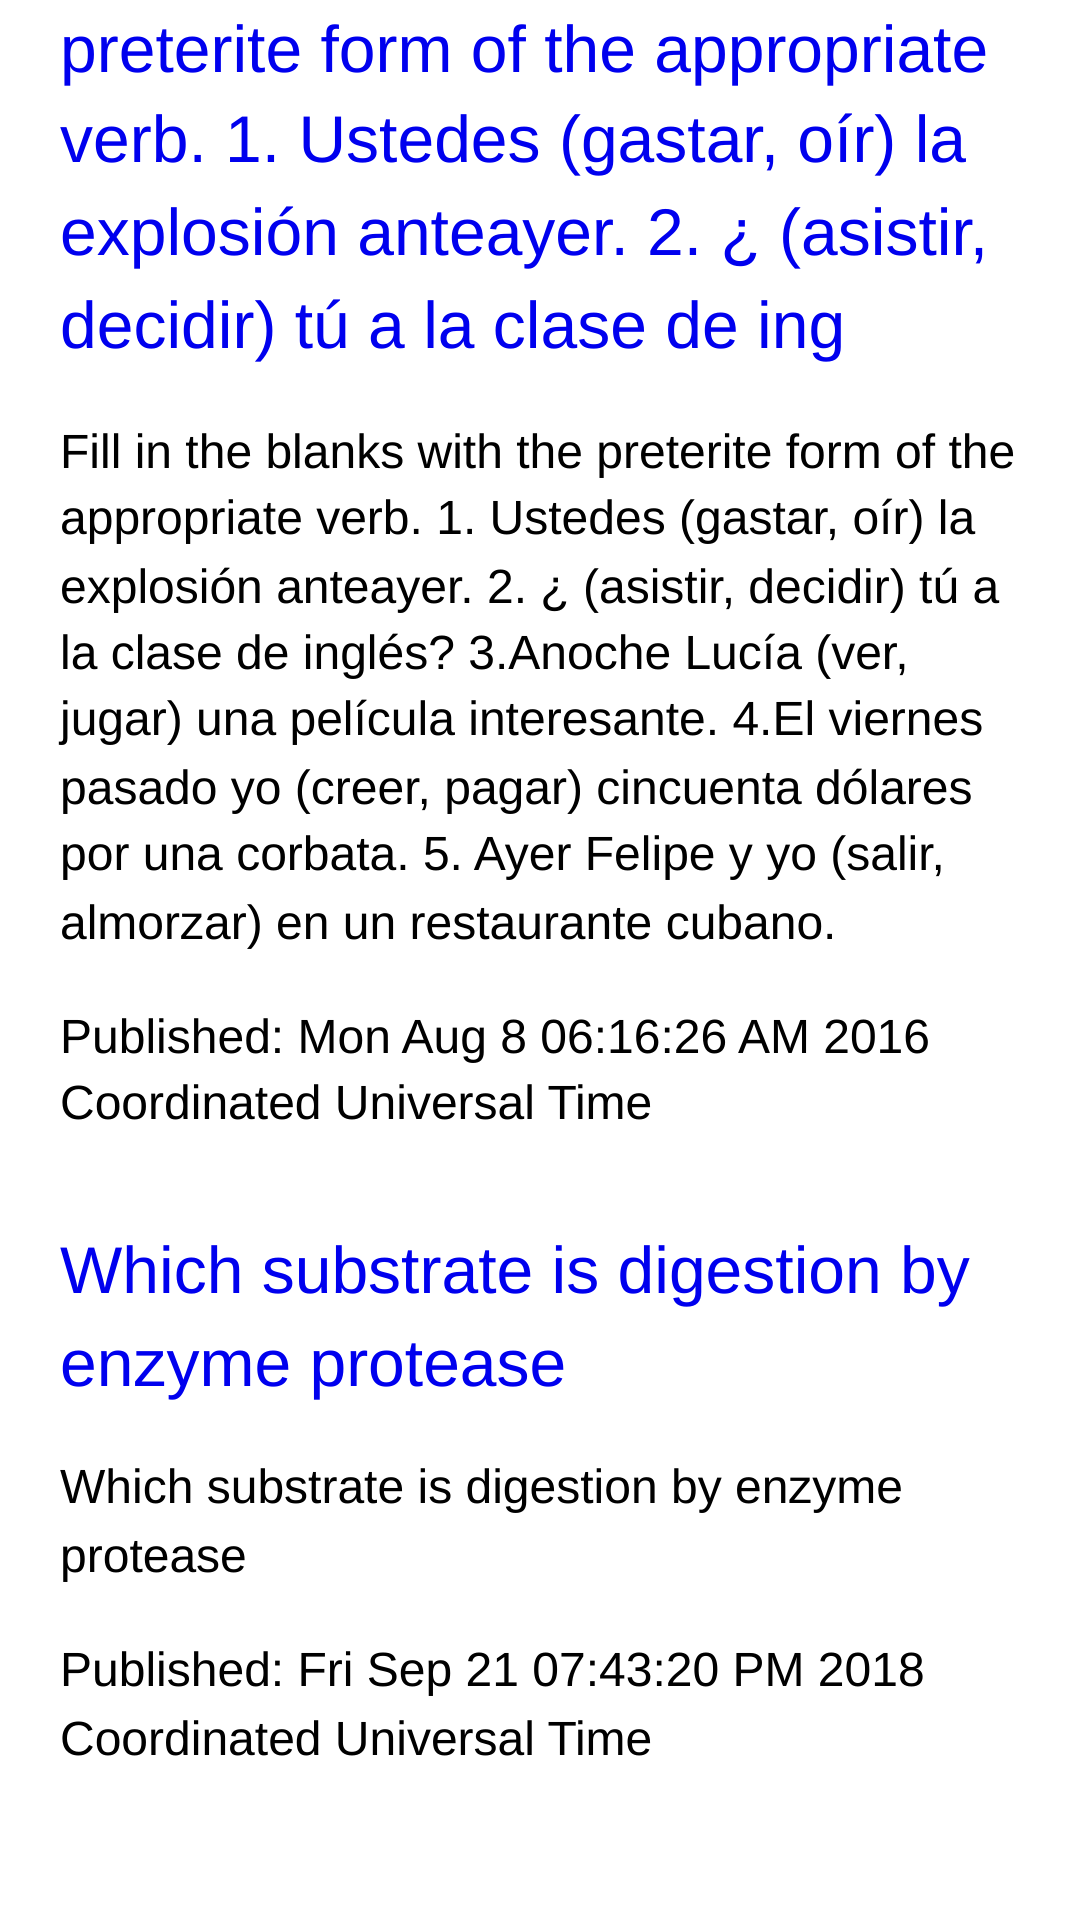 preterite form of the appropriate
verb. 1. Ustedes (gastar, oír) la
explosión anteayer. 2. ¿ (asistir,
decidir) tú a la clase de ing
Fill in the blanks with the preterite form of the
appropriate verb. 1. Ustedes (gastar, oír) la
explosión anteayer. 2. ¿ (asistir, decidir) tú a
la clase de inglés? 3.Anoche Lucía (ver,
jugar) una película interesante. 4.El viernes
pasado yo (creer, pagar) cincuenta dólares
por una corbata. 5. Ayer Felipe y yo (salir,
almorzar) en un restaurante cubano.
Published: Mon Aug 8 06:16:26 AM 2016
Coordinated Universal Time
Which substrate is digestion by
enzyme protease
Which substrate is digestion by enzyme
protease
Published: Fri Sep 21 07:43:20 PM 2018
Coordinated Universal Time